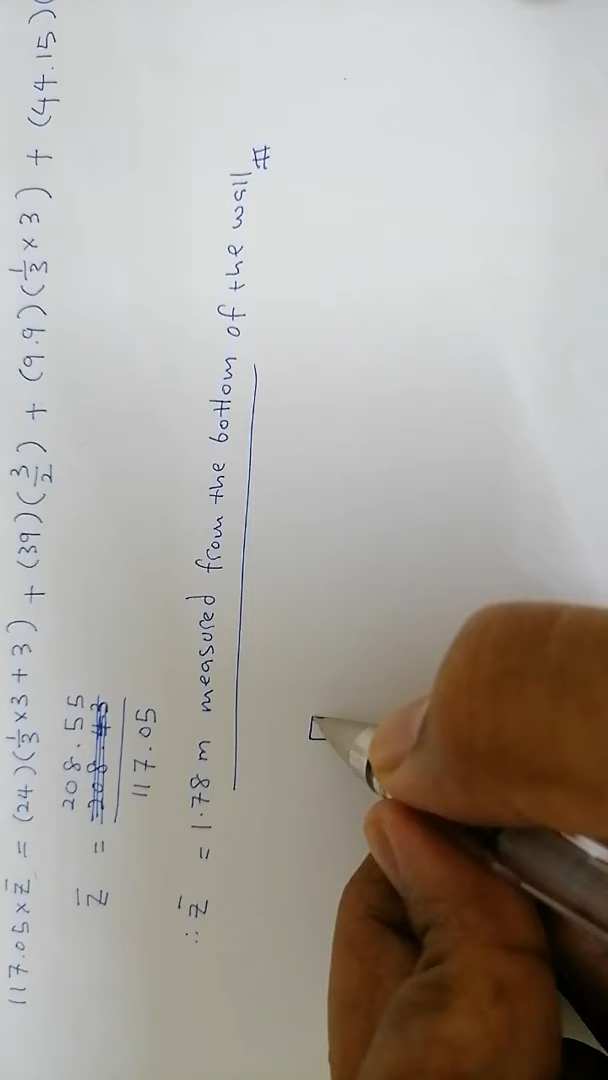 117.05 × z̄ = (24)(1/3 × 3 + 3) + (39)(3/2) + (9.9)(1/3 × 3) + (44.15)(
z̄ = 208.55
117.05
∴ z̄ = 1.78 m measured from the bottom of the wall #